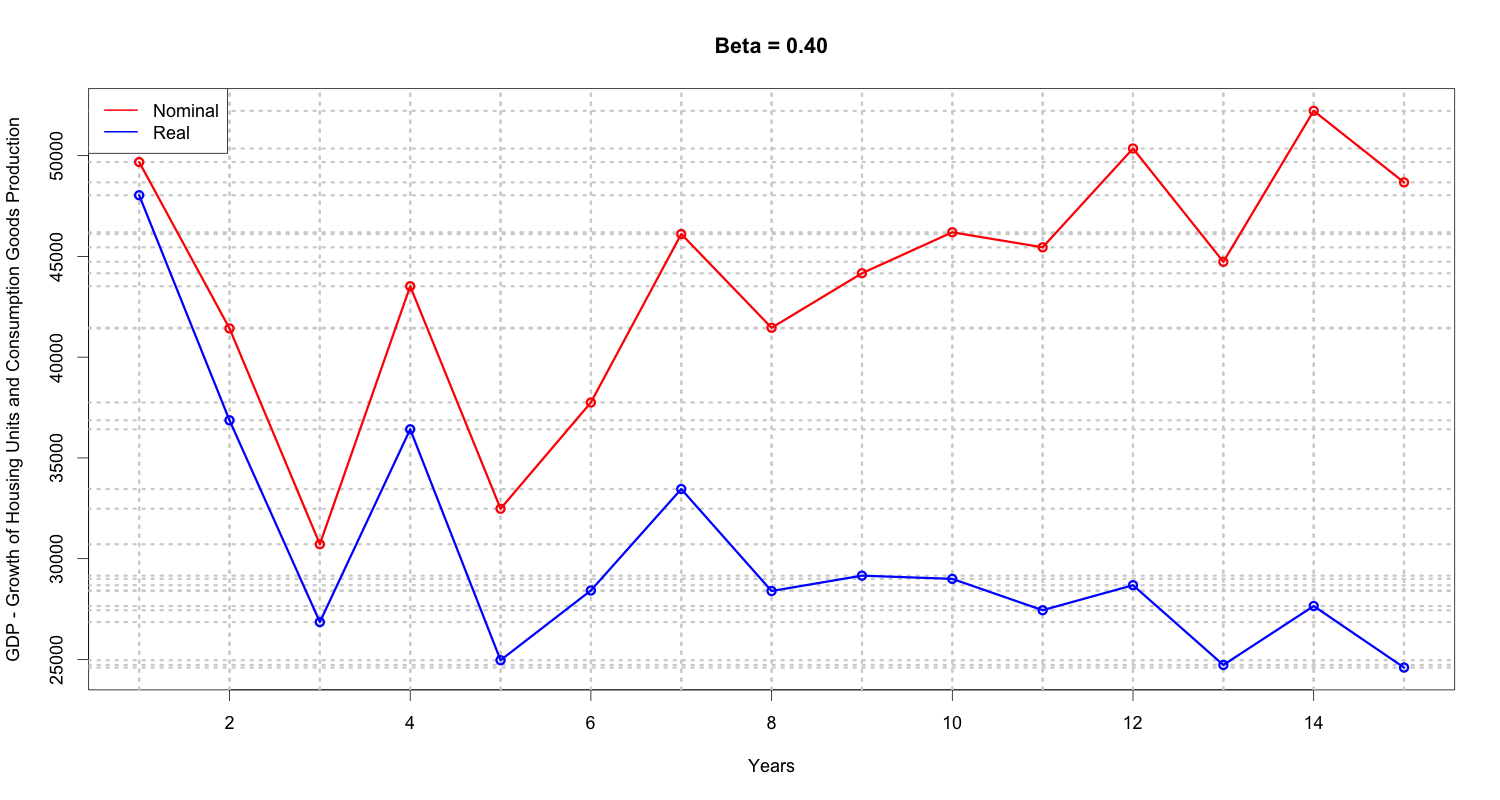 Beta = 0.40
Nominal
Real
GDP - Growth of Housing Units and Consumption Goods Production
50000
45000
40000
35000
30000
25000
2 4 6 8 10 12 14
Years